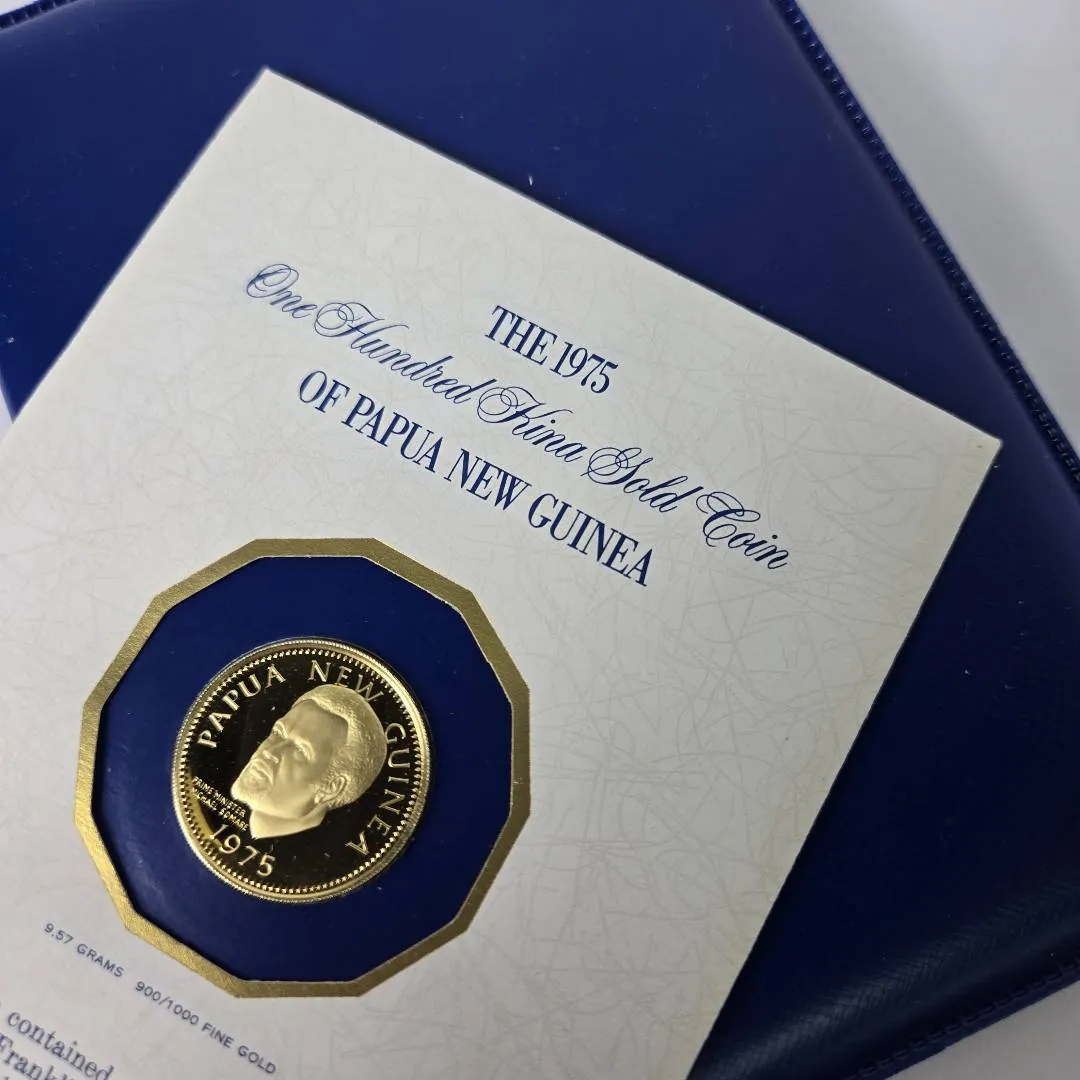 THE 1975
One Hundred Kina Gold Coin
OF PAPUA NEW GUINEA
PAPUA NEW GUINEA
PRIME MINISTER
MICHAEL SOMARE
1975
9.57 GRAMS 900/1000 FINE GOLD
contained